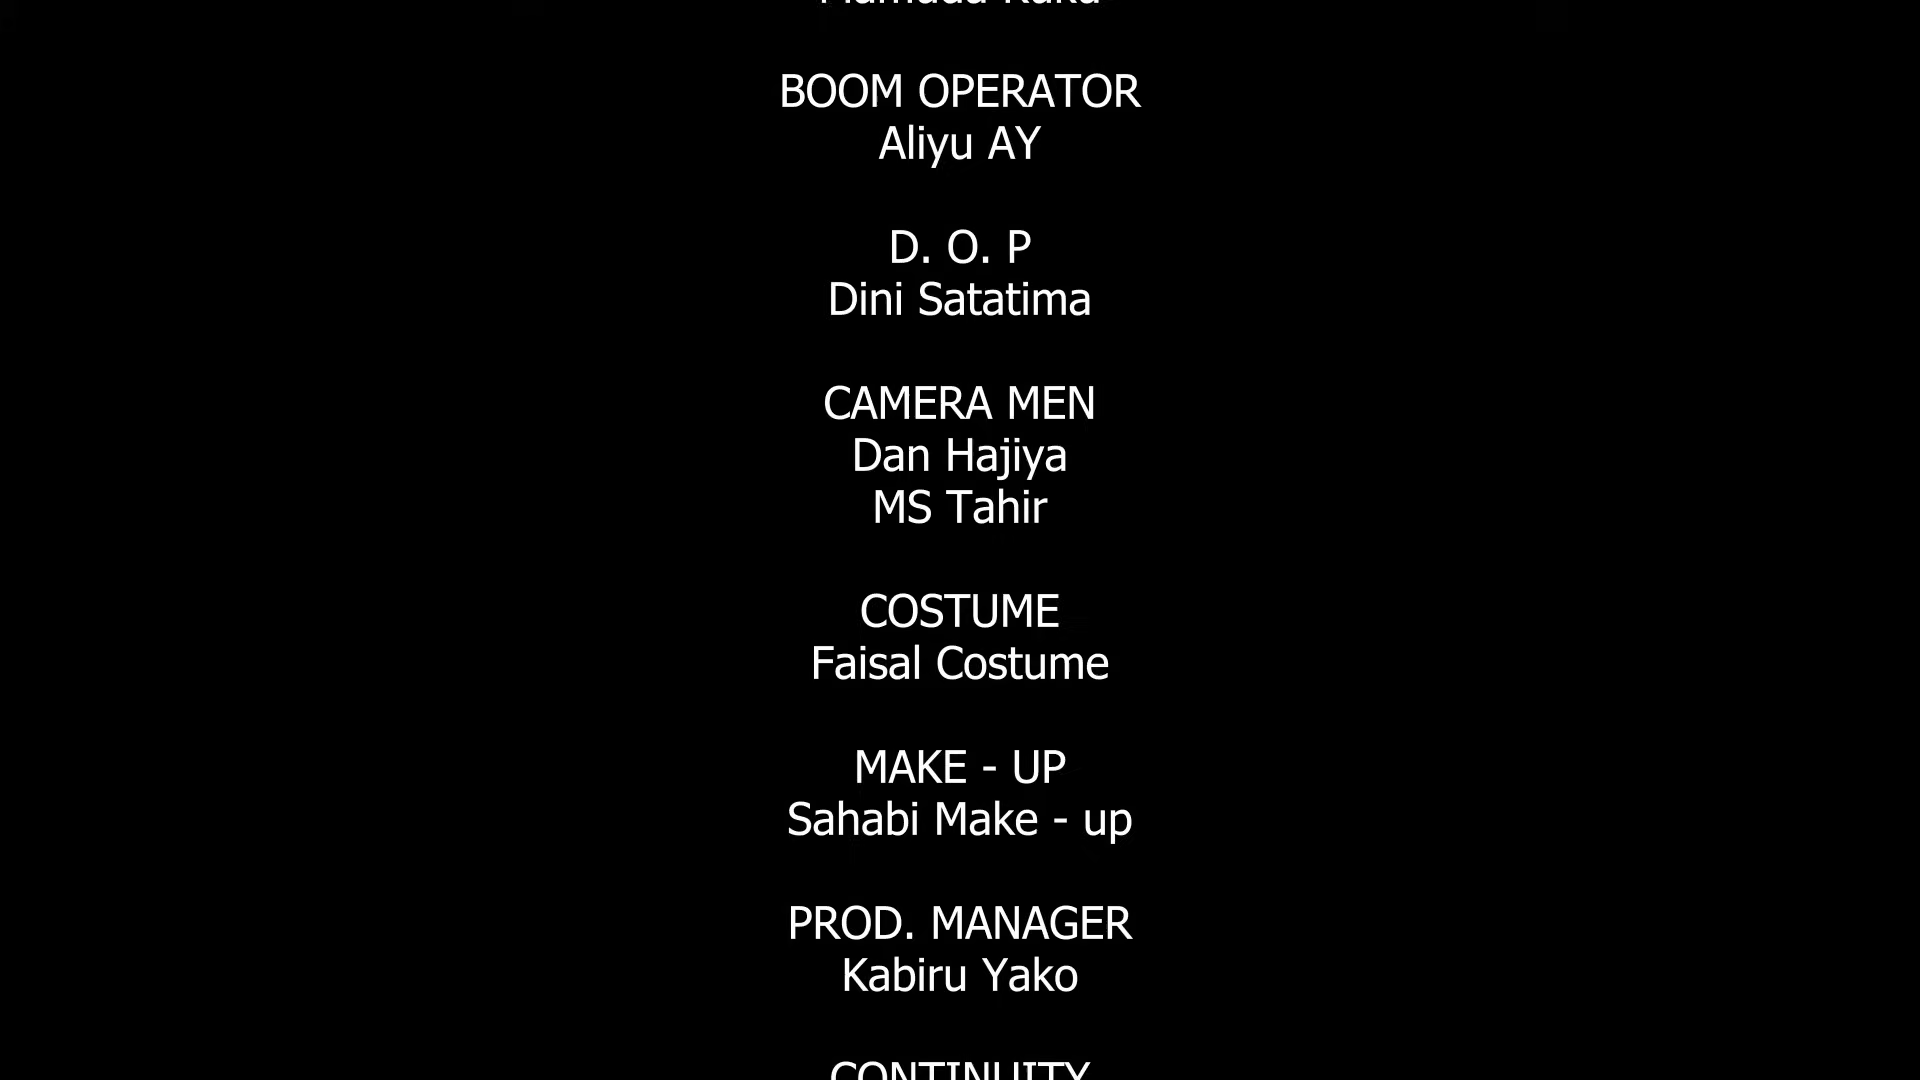 BOOM OPERATOR
Aliyu AY
D. O. P
Dini Satatima
CAMERA MEN
Dan Hajiya
MS Tahir
COSTUME
Faisal Costume
MAKE - UP
Sahabi Make - up
PROD. MANAGER
Kabiru Yako
CONTINUITY